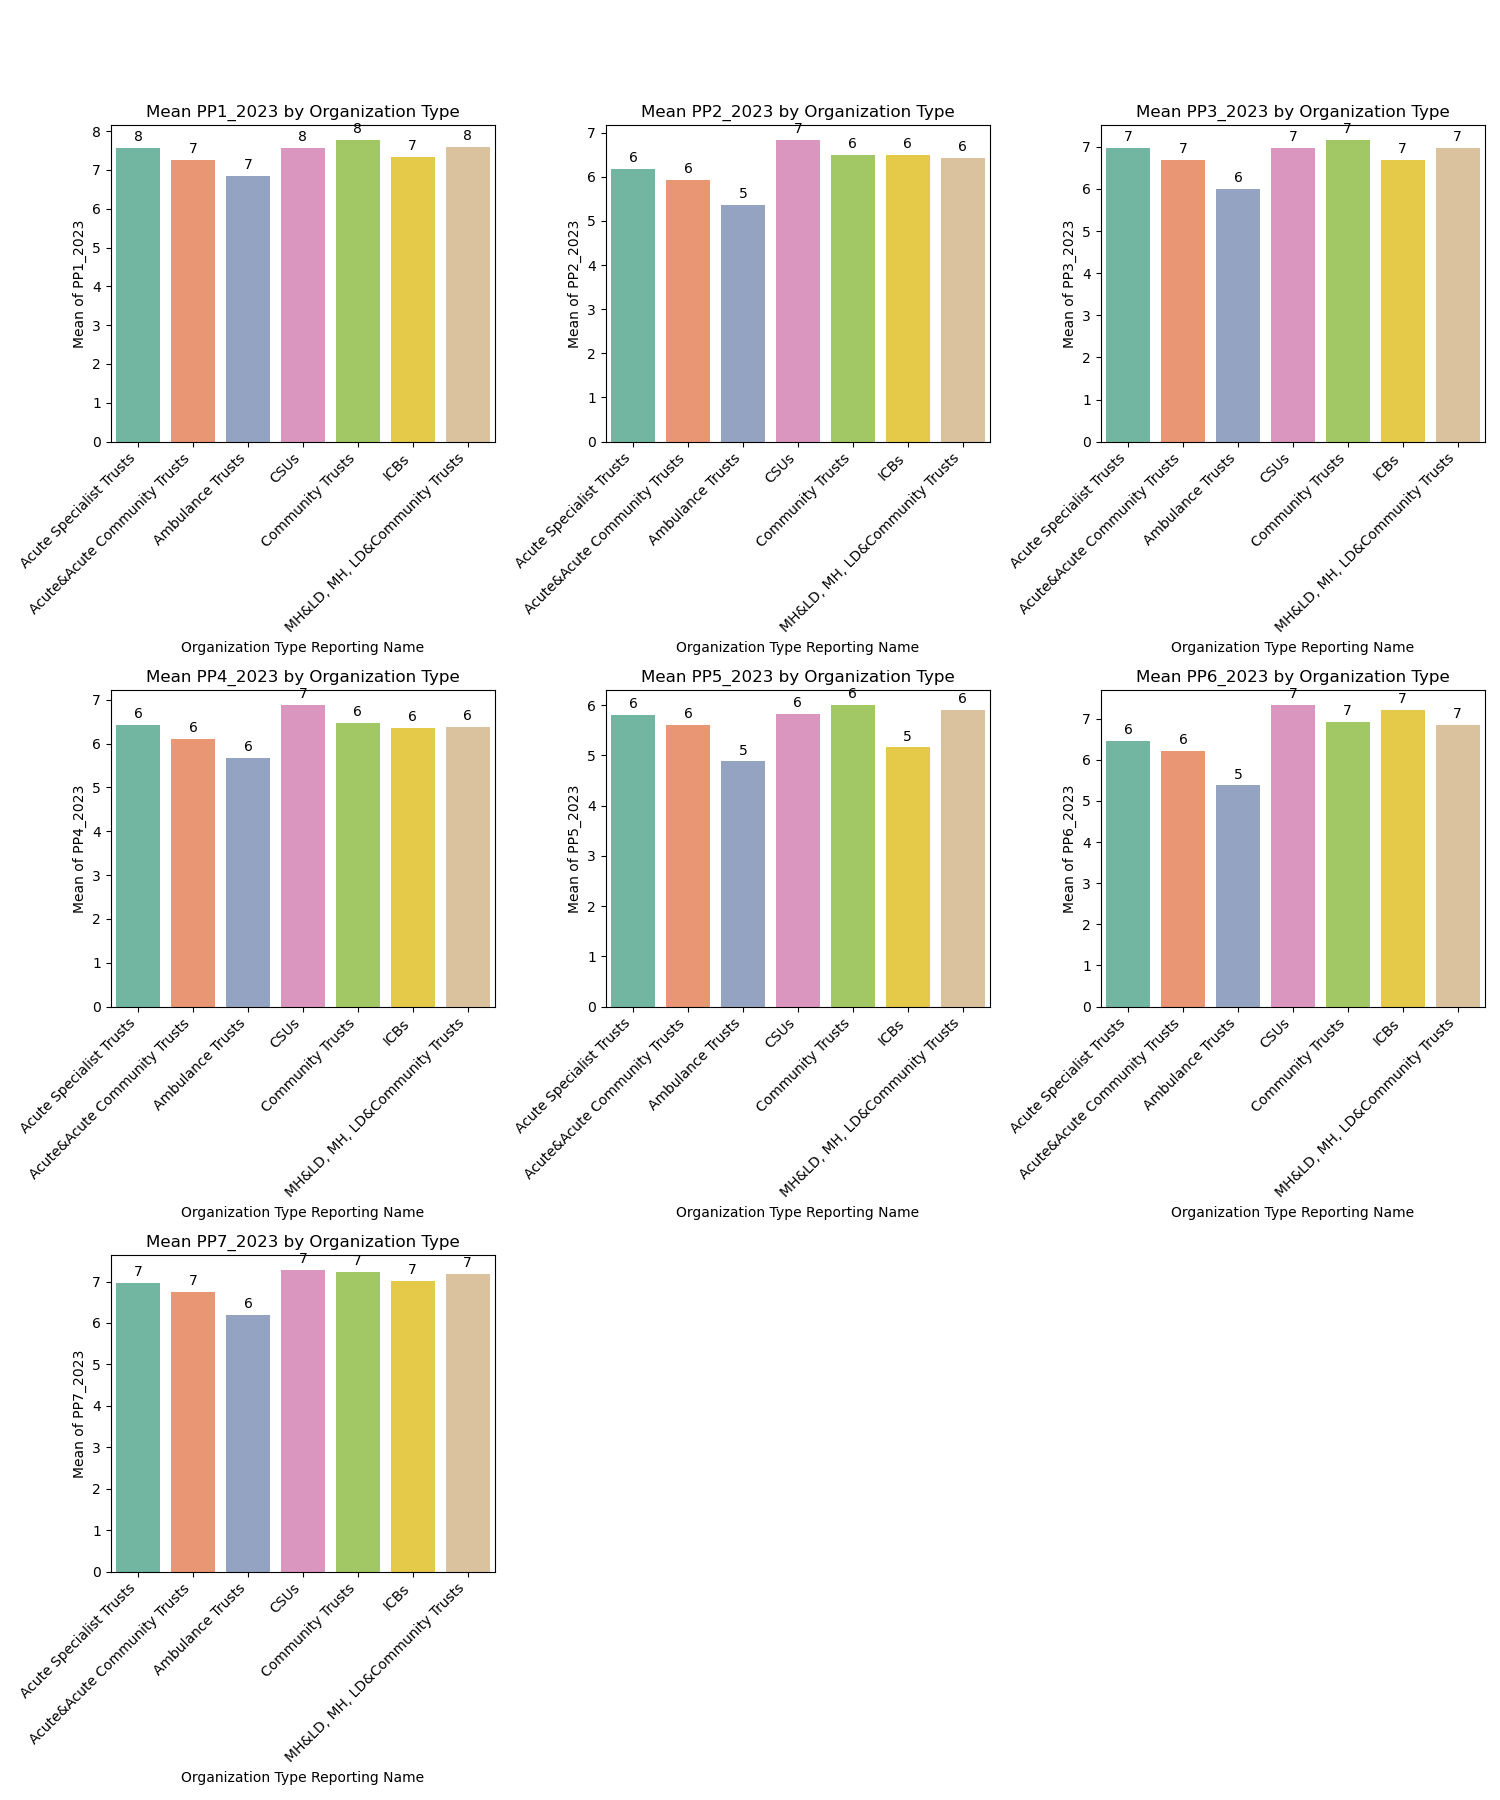 Mean PP1_2023 by Organization Type
Mean of PP1_2023
8
7
6
5
4
3
2
1
0
8
7
7
8
8
7
8
Acute Specialist Trusts
Acute&Acute Community Trusts
Ambulance Trusts
CSUs
Community Trusts
ICBs
MH&LD, MH, LD&Community Trusts
Organization Type Reporting Name
Mean PP2_2023 by Organization Type
Mean of PP2_2023
7
6
5
4
3
2
1
0
6
6
5
7
6
6
6
Acute Specialist Trusts
Acute&Acute Community Trusts
Ambulance Trusts
CSUs
Community Trusts
ICBs
MH&LD, MH, LD&Community Trusts
Organization Type Reporting Name
Mean PP3_2023 by Organization Type
Mean of PP3_2023
7
6
5
4
3
2
1
0
7
7
6
7
7
7
7
Acute Specialist Trusts
Acute&Acute Community Trusts
Ambulance Trusts
CSUs
Community Trusts
ICBs
MH&LD, MH, LD&Community Trusts
Organization Type Reporting Name
Mean PP4_2023 by Organization Type
Mean of PP4_2023
7
6
5
4
3
2
1
0
6
6
6
7
6
6
6
Acute Specialist Trusts
Acute&Acute Community Trusts
Ambulance Trusts
CSUs
Community Trusts
ICBs
MH&LD, MH, LD&Community Trusts
Organization Type Reporting Name
Mean PP5_2023 by Organization Type
Mean of PP5_2023
6
5
4
3
2
1
0
6
6
5
6
6
5
6
Acute Specialist Trusts
Acute&Acute Community Trusts
Ambulance Trusts
CSUs
Community Trusts
ICBs
MH&LD, MH, LD&Community Trusts
Organization Type Reporting Name
Mean PP6_2023 by Organization Type
Mean of PP6_2023
7
6
5
4
3
2
1
0
6
6
5
7
7
7
7
Acute Specialist Trusts
Acute&Acute Community Trusts
Ambulance Trusts
CSUs
Community Trusts
ICBs
MH&LD, MH, LD&Community Trusts
Organization Type Reporting Name
Mean PP7_2023 by Organization Type
Mean of PP7_2023
7
6
5
4
3
2
1
0
7
7
6
7
7
7
7
Acute Specialist Trusts
Acute&Acute Community Trusts
Ambulance Trusts
CSUs
Community Trusts
ICBs
MH&LD, MH, LD&Community Trusts
Organization Type Reporting Name